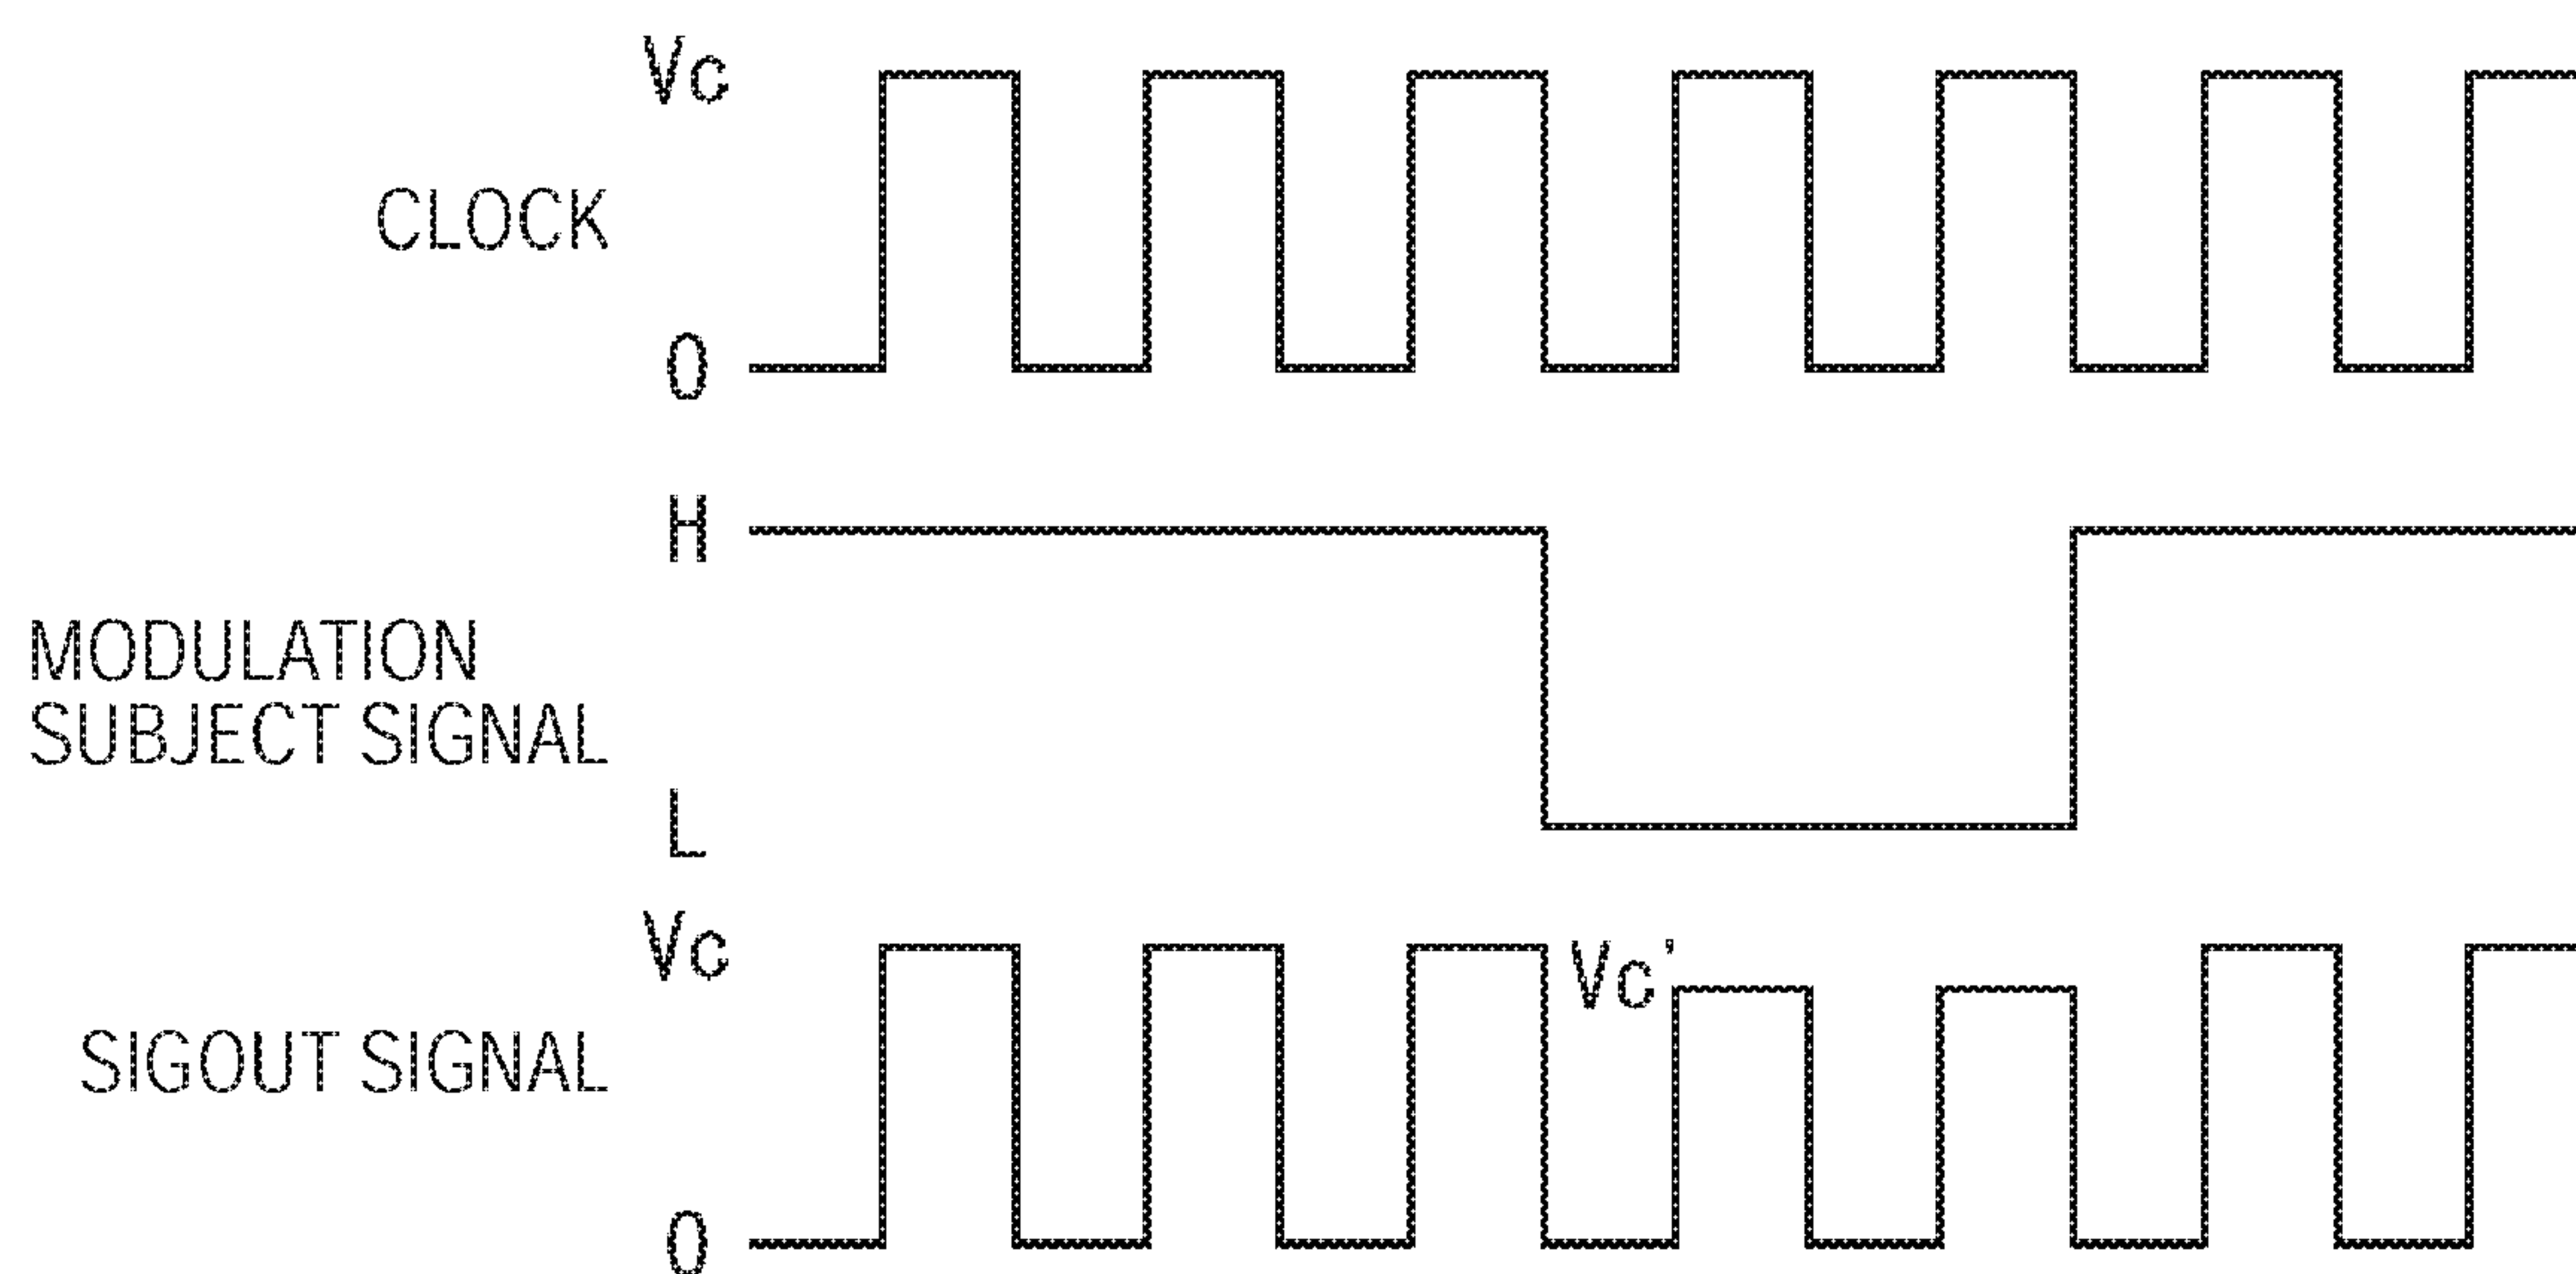 Vc
CLOCK
0
H
MODULATION
SUBJECT SIGNAL
L
Vc
Vc'
SIGOUT SIGNAL
0